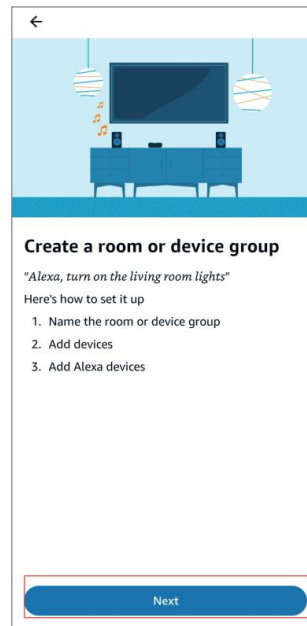 Create a room or device group
"Alexa, turn on the living room lights"
Here's how to set it up
1. Name the room or device group
2. Add devices
3. Add Alexa devices
Next